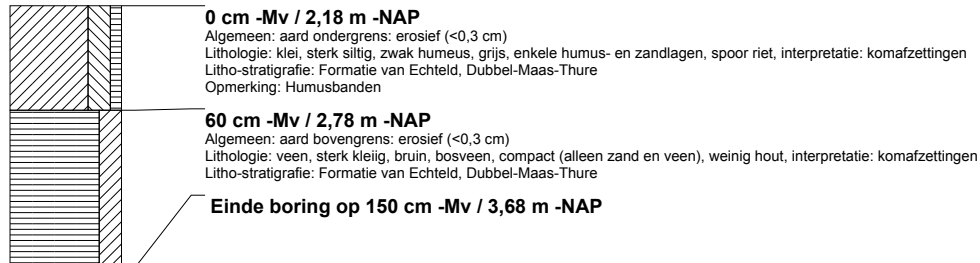 0 cm -Mv / 2,18 m -NAP
Algemeen: aard ondergrens: erosief (<0,3 cm)
Lithologie: klei, sterk siltig, zwak humeus, grijs, enkele humus- en zandlagen, spoor riet, interpretatie: komafzettingen
Litho-stratigrafie: Formatie van Echteld, Dubbel-Maas-Thure
Opmerking: Humusbanden
60 cm -Mv / 2,78 m -NAP
Algemeen: aard bovengrens: erosief (<0,3 cm)
Lithologie: veen, sterk kleiig, bruin, bosveen, compact (alleen zand en veen), weinig hout, interpretatie: komafzettingen
Litho-stratigrafie: Formatie van Echteld, Dubbel-Maas-Thure
Einde boring op 150 cm -Mv / 3,68 m -NAP